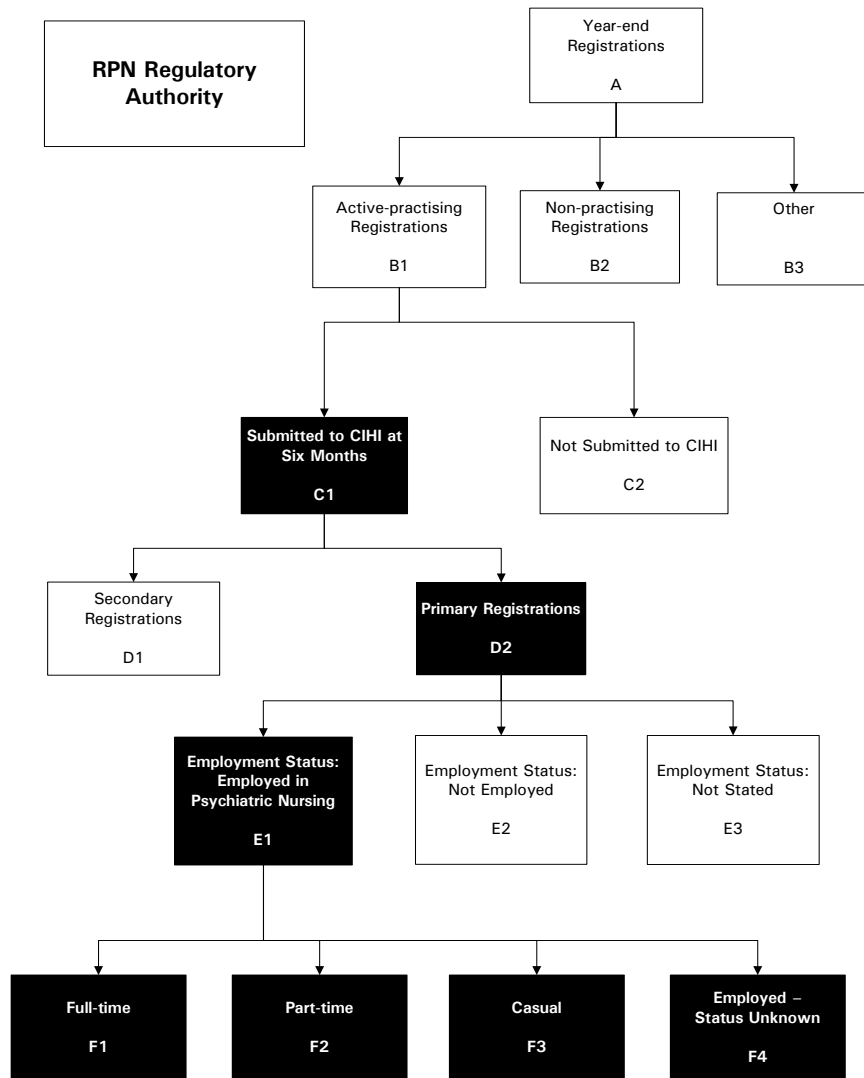 RPN Regulatory
Authority
Year-end
Registrations
A
Active-practising
Registrations
B1
Non-practising
Registrations
B2
Other
B3
Submitted to CIHI at
Six Months
C1
Not Submitted to CIHI
C2
Secondary
Registrations
D1
Primary Registrations
D2
Employment Status:
Employed in
Psychiatric Nursing
E1
Employment Status:
Not Employed
E2
Employment Status:
Not Stated
E3
Full-time
F1
Part-time
F2
Casual
F3
Employed –
Status Unknown
F4